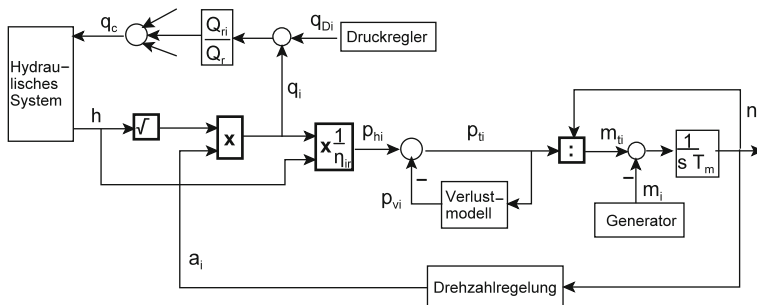 q_c
Q_ri
Q_r
q_Di
Druckregler
Hydrau–
lisches
System
q_i
h
√
x
x 1
η_ir
p_hi
p_ti
:
m_ti
1
s T_m
n
–
p_vi
Verlust–
modell
–
m_i
Generator
a_i
Drehzahlregelung